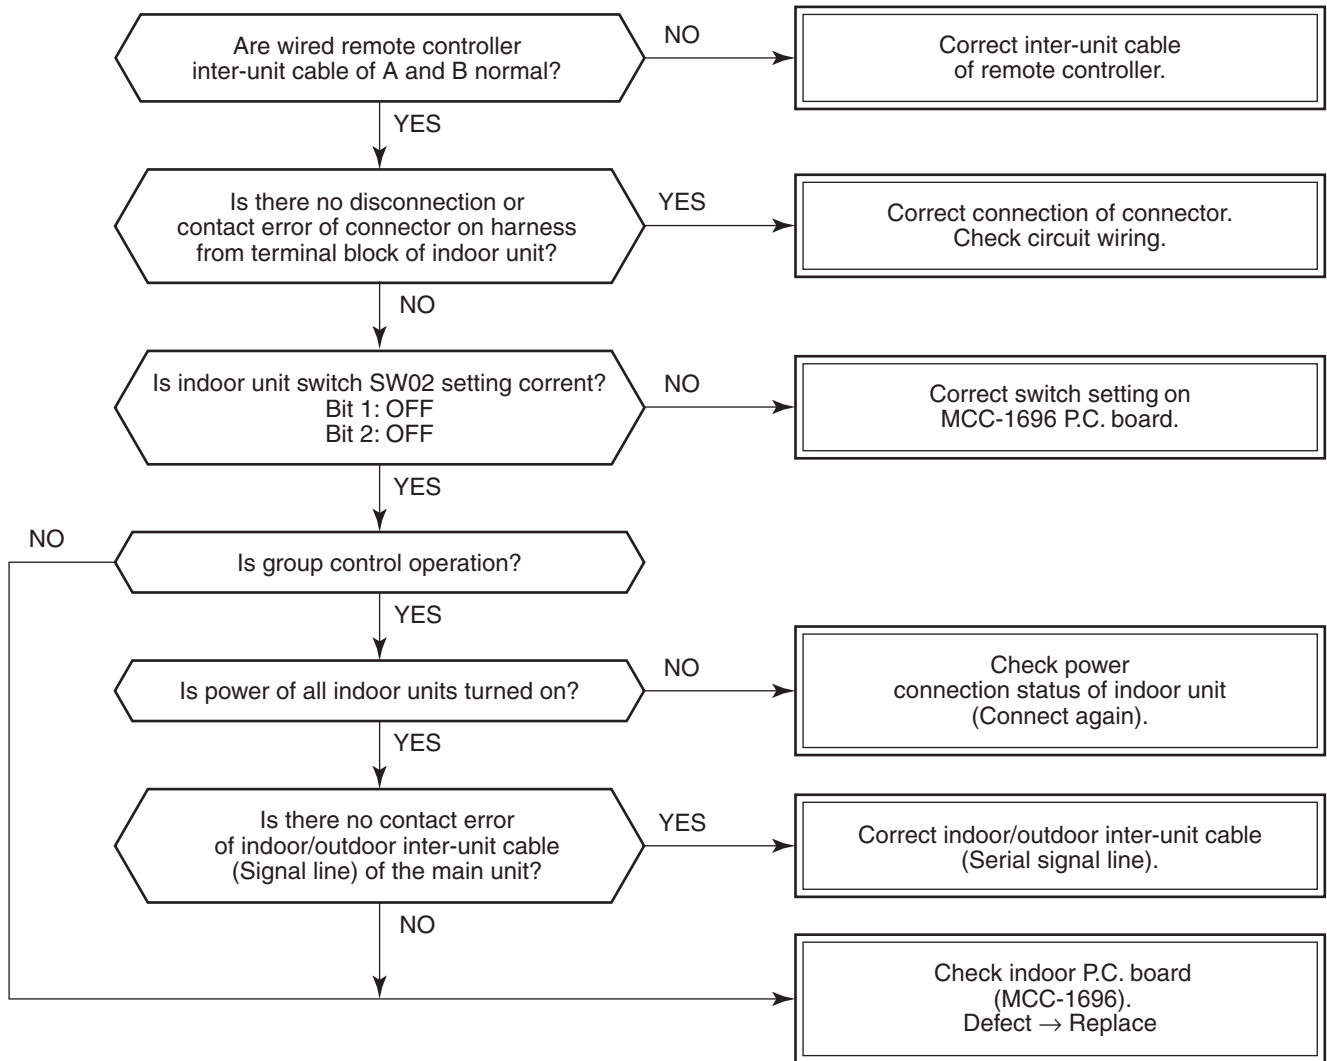 Are wired remote controller
inter-unit cable of A and B normal?
NO
Correct inter-unit cable
of remote controller.
YES
Is there no disconnection or
contact error of connector on harness
from terminal block of indoor unit?
YES
Correct connection of connector.
Check circuit wiring.
NO
Is indoor unit switch SW02 setting corrent?
Bit 1: OFF
Bit 2: OFF
NO
Correct switch setting on
MCC-1696 P.C. board.
YES
NO
Is group control operation?
YES
Is power of all indoor units turned on?
NO
Check power
connection status of indoor unit
(Connect again).
YES
Is there no contact error
of indoor/outdoor inter-unit cable
(Signal line) of the main unit?
YES
Correct indoor/outdoor inter-unit cable
(Serial signal line).
NO
Check indoor P.C. board
(MCC-1696).
Defect → Replace